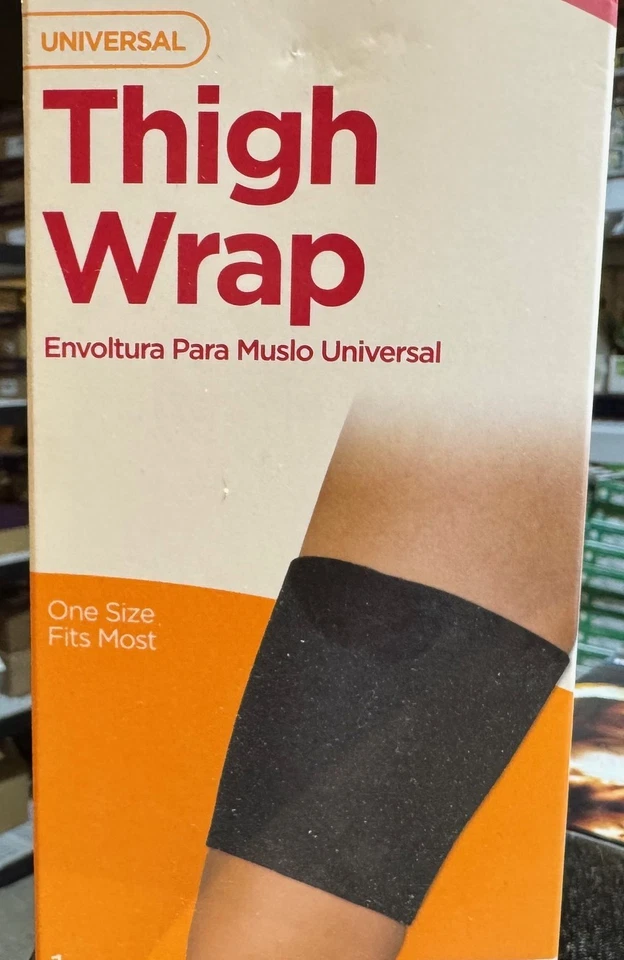 UNIVERSAL
Thigh
Wrap
Envoltura Para Muslo Universal
One Size
Fits Most